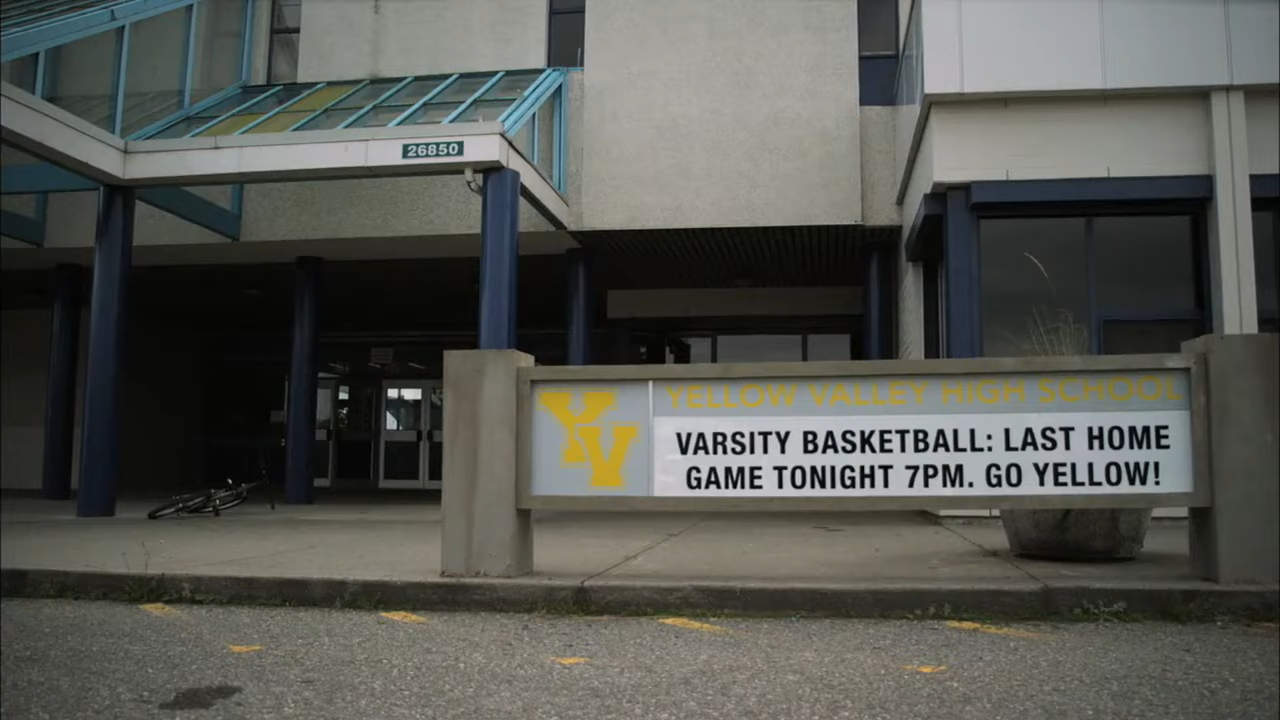 26850
YV
YELLOW VALLEY HIGH SCHOOL
VARSITY BASKETBALL: LAST HOME
GAME TONIGHT 7PM. GO YELLOW!